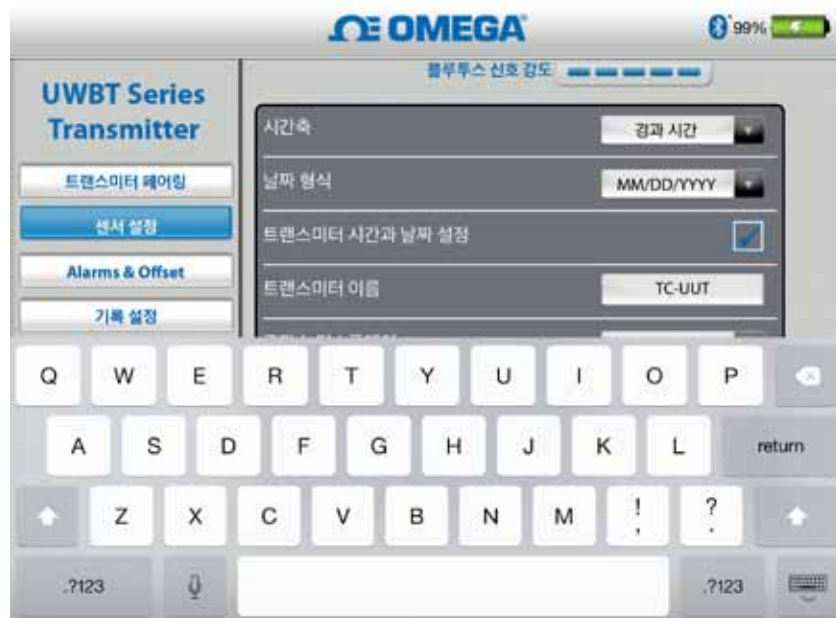 OMEGA
99%
블루투스 신호 강도
UWBT Series
Transmitter
트랜스미터 페어링
센서 설정
Alarms & Offset
기록 설정
시간축
경과 시간
날짜 형식
MM/DD/YYYY
트랜스미터 시간과 날짜 설정
트랜스미터 이름
TC-UUT
Q W E R T Y U I O P
A S D F G H J K L return
Z X C V B N M ! , ? .
.?123 .?123